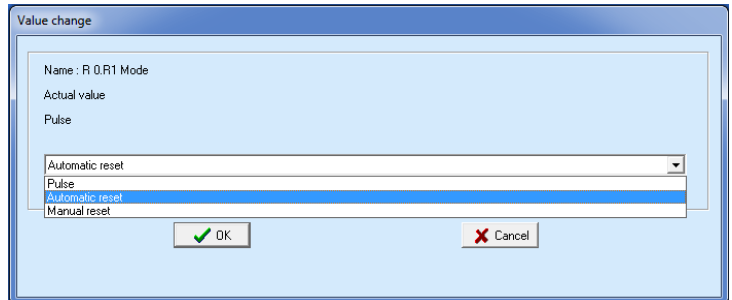 Value change
Name : R 0.R1 Mode
Actual value
Pulse
Automatic reset
Pulse
Automatic reset
Manual reset
OK
Cancel